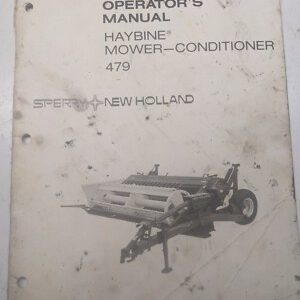 OPERATOR'S
MANUAL
HAYBINE®
MOWER—CONDITIONER
479
SPERRY NEW HOLLAND